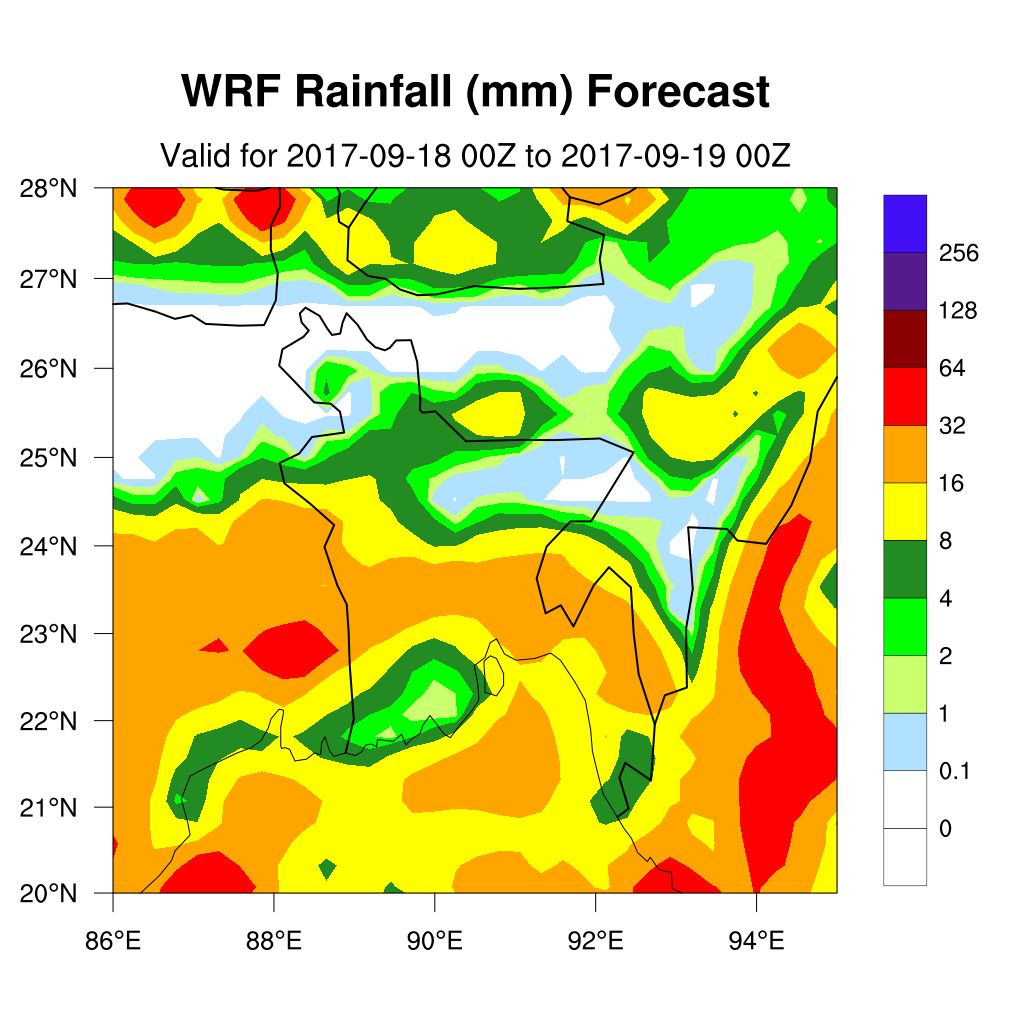 WRF Rainfall (mm) Forecast
Valid for 2017-09-18 00Z to 2017-09-19 00Z
28°N
27°N
26°N
25°N
24°N
23°N
22°N
21°N
20°N
86°E 88°E 90°E 92°E 94°E
256
128
64
32
16
8
4
2
1
0.1
0